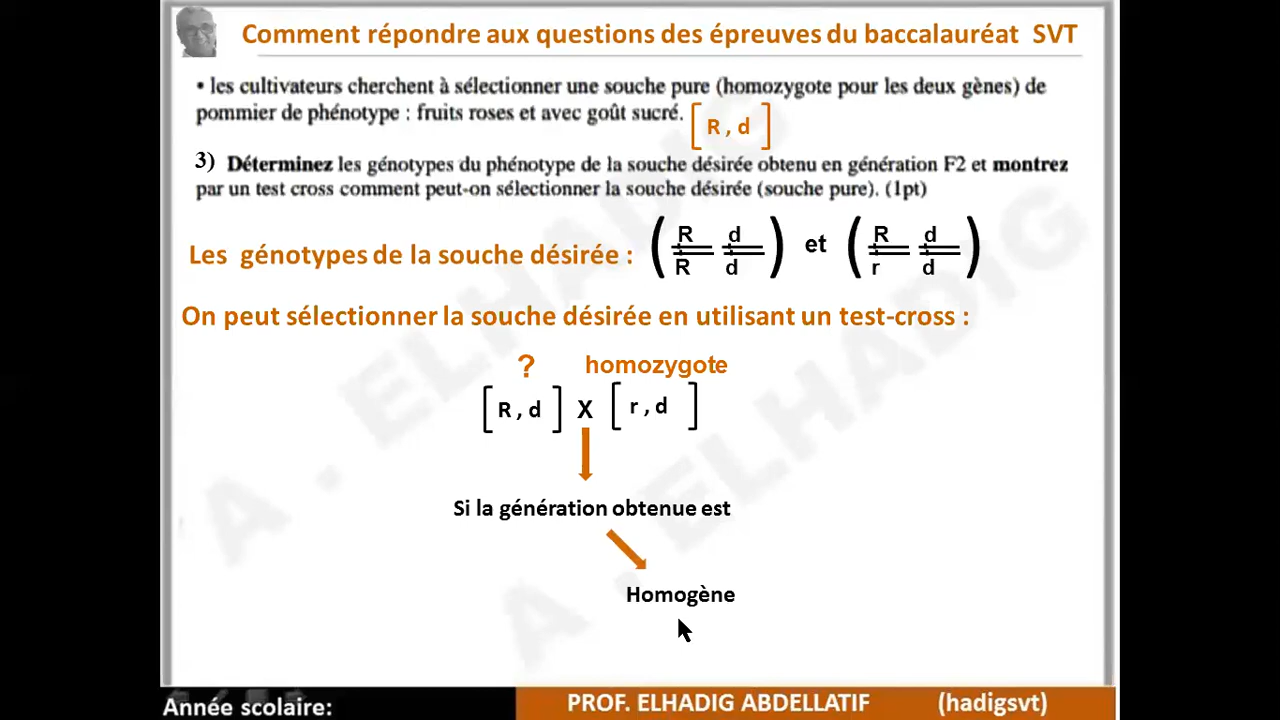 Comment répondre aux questions des épreuves du baccalauréat SVT
• les cultivateurs cherchent à sélectionner une souche pure (homozygote pour les deux gènes) de
pommier de phénotype : fruits roses et avec goût sucré. [ R , d ]
3) Déterminez les génotypes du phénotype de la souche désirée obtenu en génération F2 et montrez
par un test cross comment peut-on sélectionner la souche désirée (souche pure). (1pt)
R d R d
Les génotypes de la souche désirée : ( ) et ( )
R d r d
On peut sélectionner la souche désirée en utilisant un test-cross :
? homozygote
[ R , d ] X [ r , d ]
Si la génération obtenue est
Homogène
A . ELHADIG
A . ELHADIG
Année scolaire:
PROF. ELHADIG ABDELLATIF (hadigsvt)